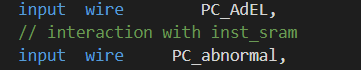 input  wire        PC_AdEL,
// interaction with inst_sram
input  wire      PC_abnormal,